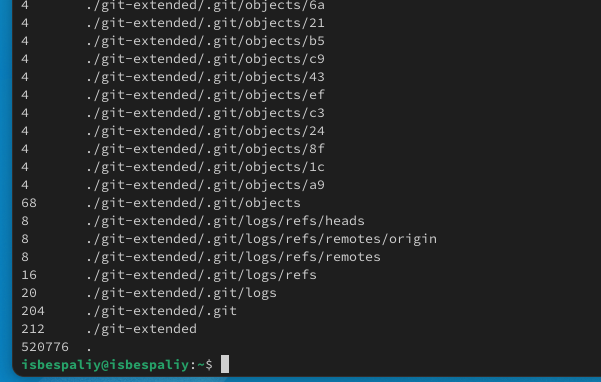 4 ./git-extended/.git/objects/6a
4 ./git-extended/.git/objects/21
4 ./git-extended/.git/objects/b5
4 ./git-extended/.git/objects/c9
4 ./git-extended/.git/objects/43
4 ./git-extended/.git/objects/ef
4 ./git-extended/.git/objects/c3
4 ./git-extended/.git/objects/24
4 ./git-extended/.git/objects/8f
4 ./git-extended/.git/objects/1c
4 ./git-extended/.git/objects/a9
68 ./git-extended/.git/objects
8 ./git-extended/.git/logs/refs/heads
8 ./git-extended/.git/logs/refs/remotes/origin
8 ./git-extended/.git/logs/refs/remotes
16 ./git-extended/.git/logs/refs
20 ./git-extended/.git/logs
204 ./git-extended/.git
212 ./git-extended
520776 .
isbespaliy@isbespaliy:~$